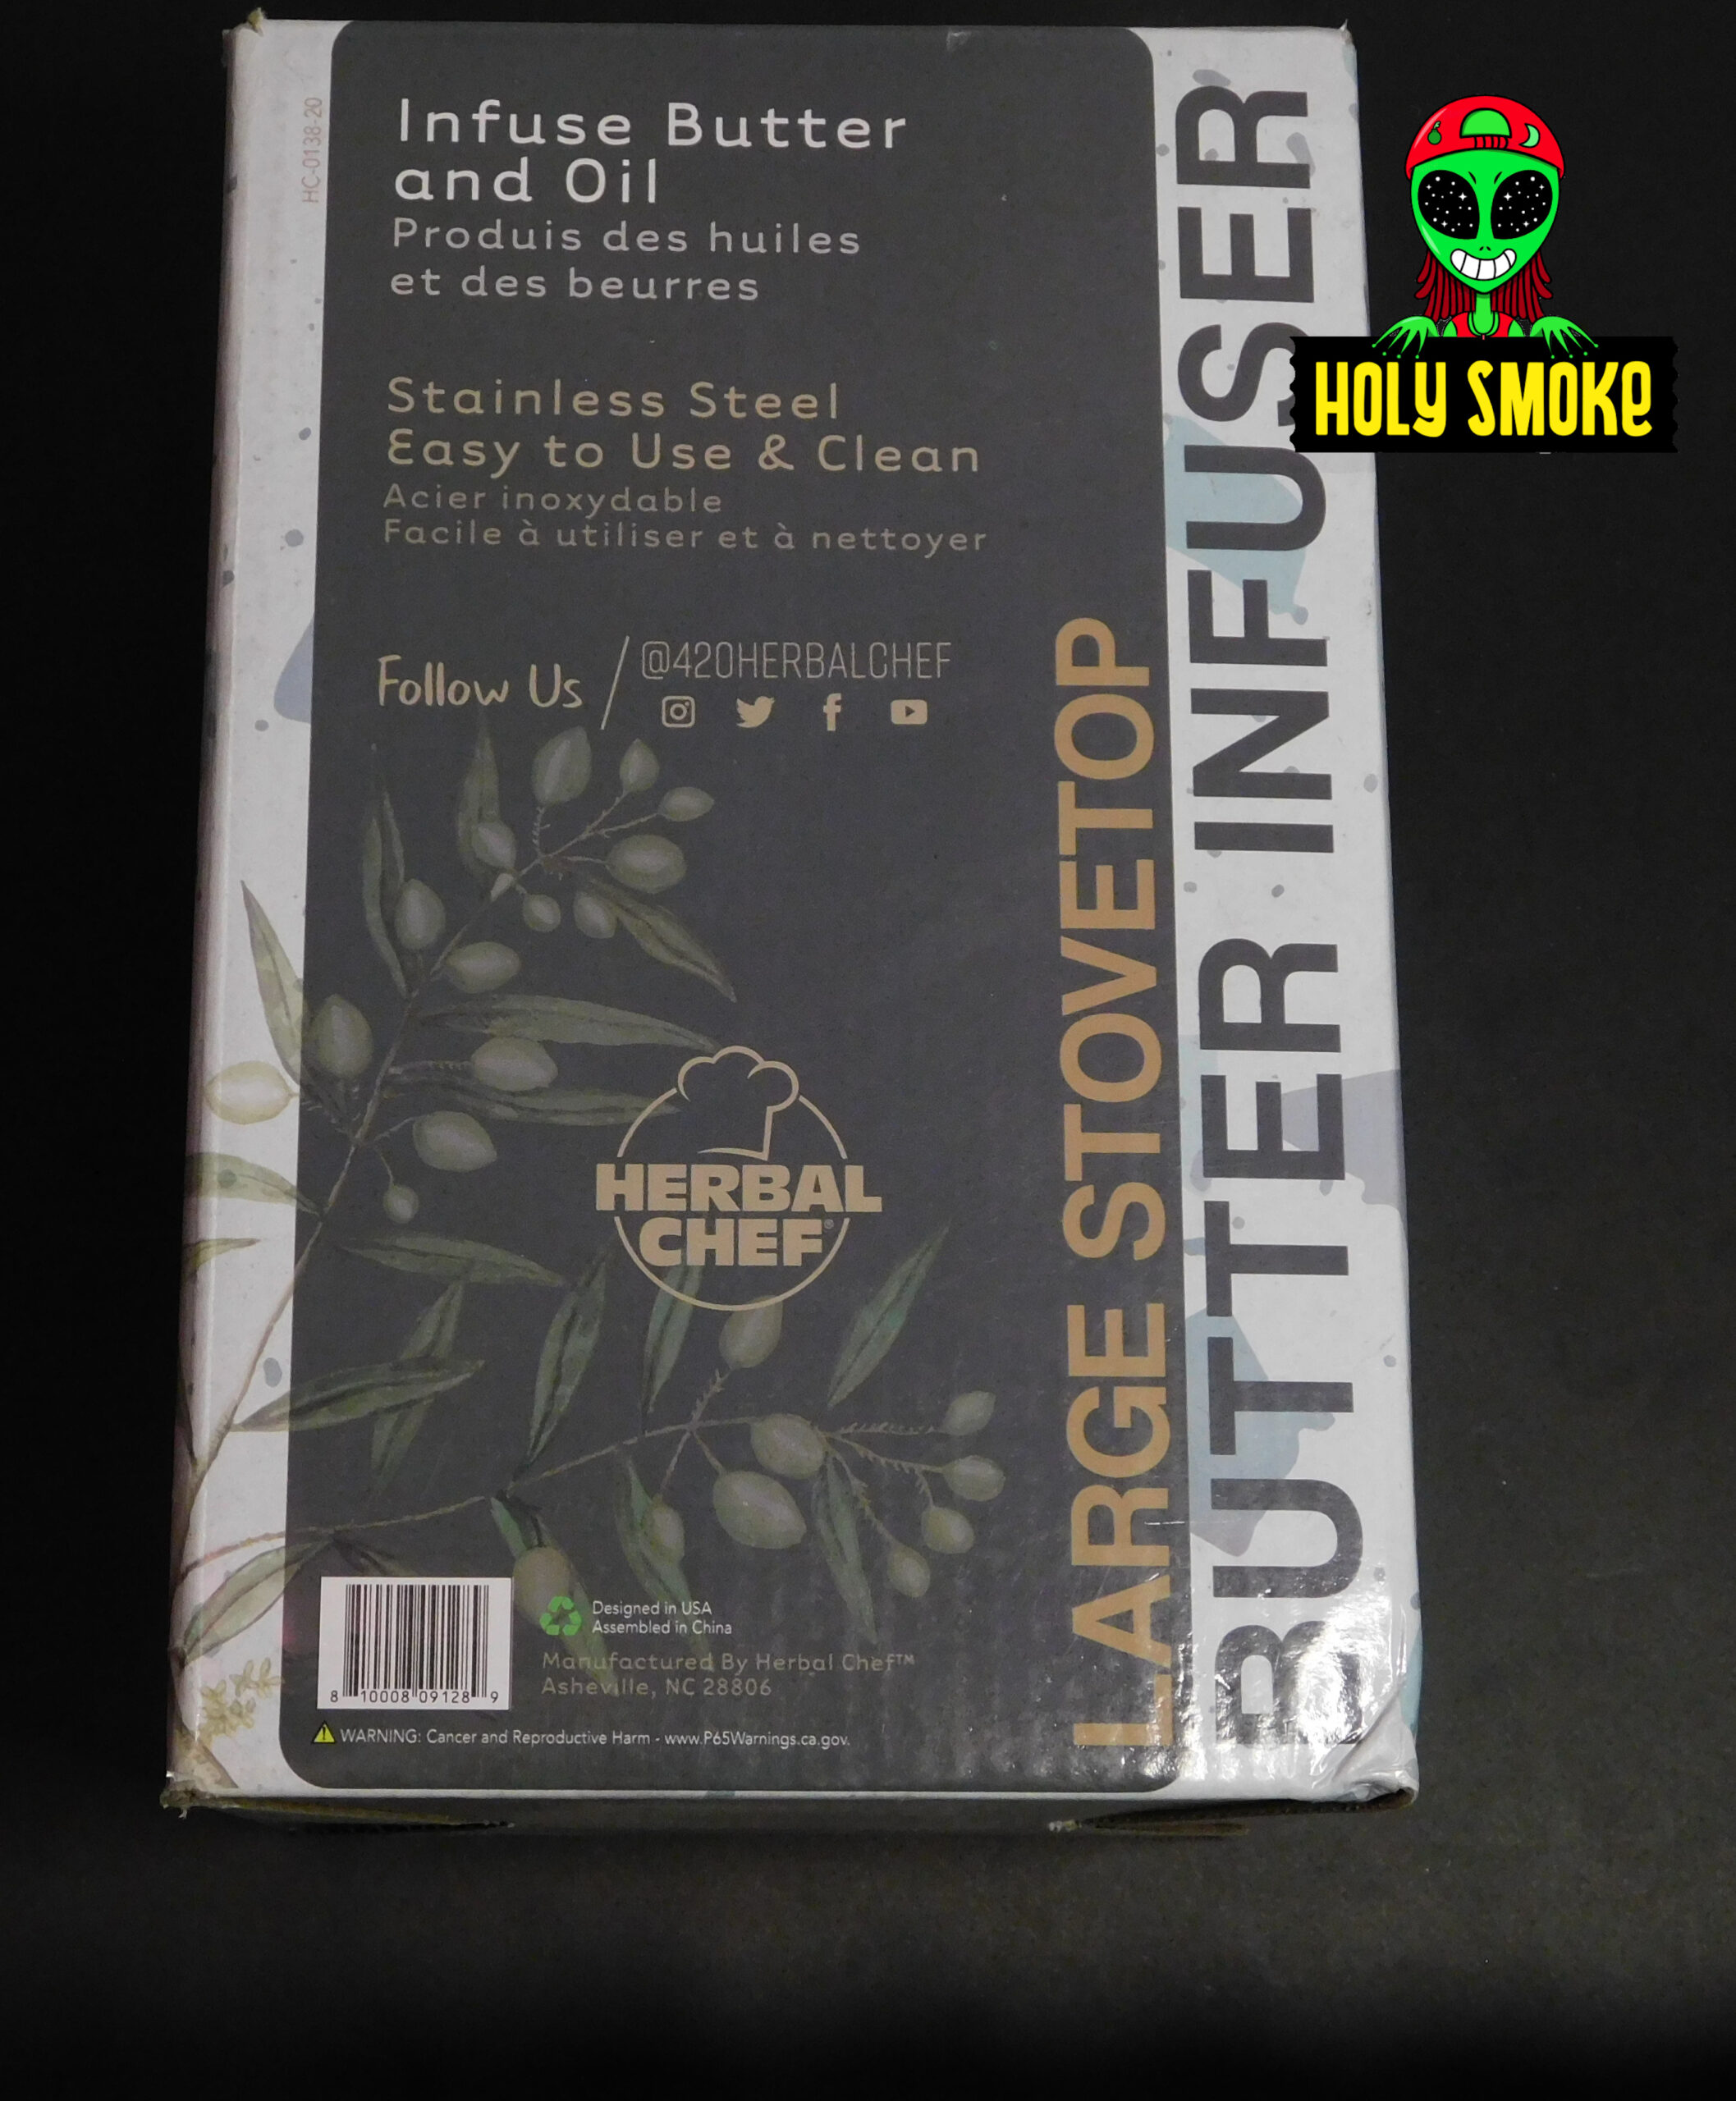 HC-0138-20
Infuse Butter
and Oil
Produis des huiles
et des beurres
Stainless Steel
Easy to Use & Clean
Acier inoxydable
Facile à utiliser et à nettoyer
Follow Us
@420HERBALCHEF
HERBAL
CHEF®
LARGE STOVETOP
BUTTER INFUSER
HOLY SMOKE
Designed in USA
Assembled in China
Manufactured By Herbal Chef™
Asheville, NC 28806
8 10008 09128 9
WARNING: Cancer and Reproductive Harm - www.P65Warnings.ca.gov.